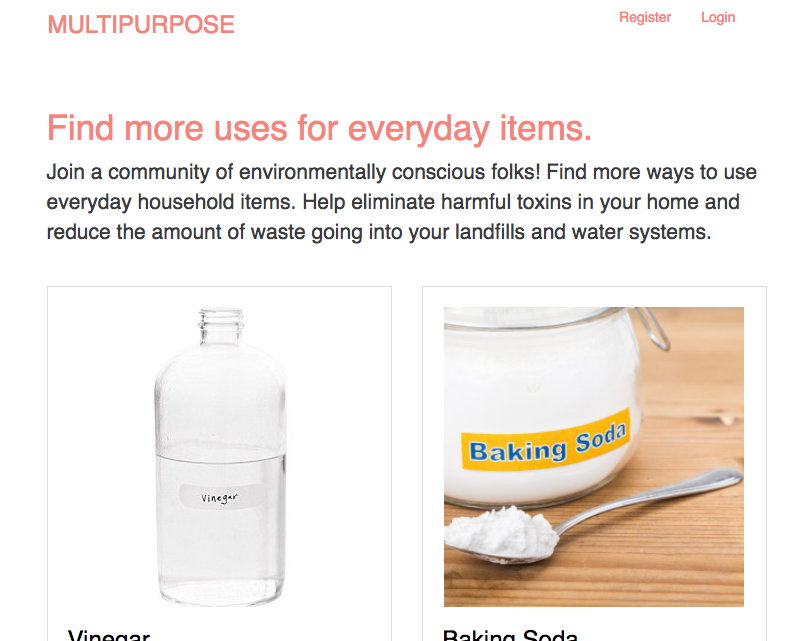 MULTIPURPOSE
Register
Login
Find more uses for everyday items.
Join a community of environmentally conscious folks! Find more ways to use
everyday household items. Help eliminate harmful toxins in your home and
reduce the amount of waste going into your landfills and water systems.
Vinegar
Baking Soda
Vinegar
Baking Soda